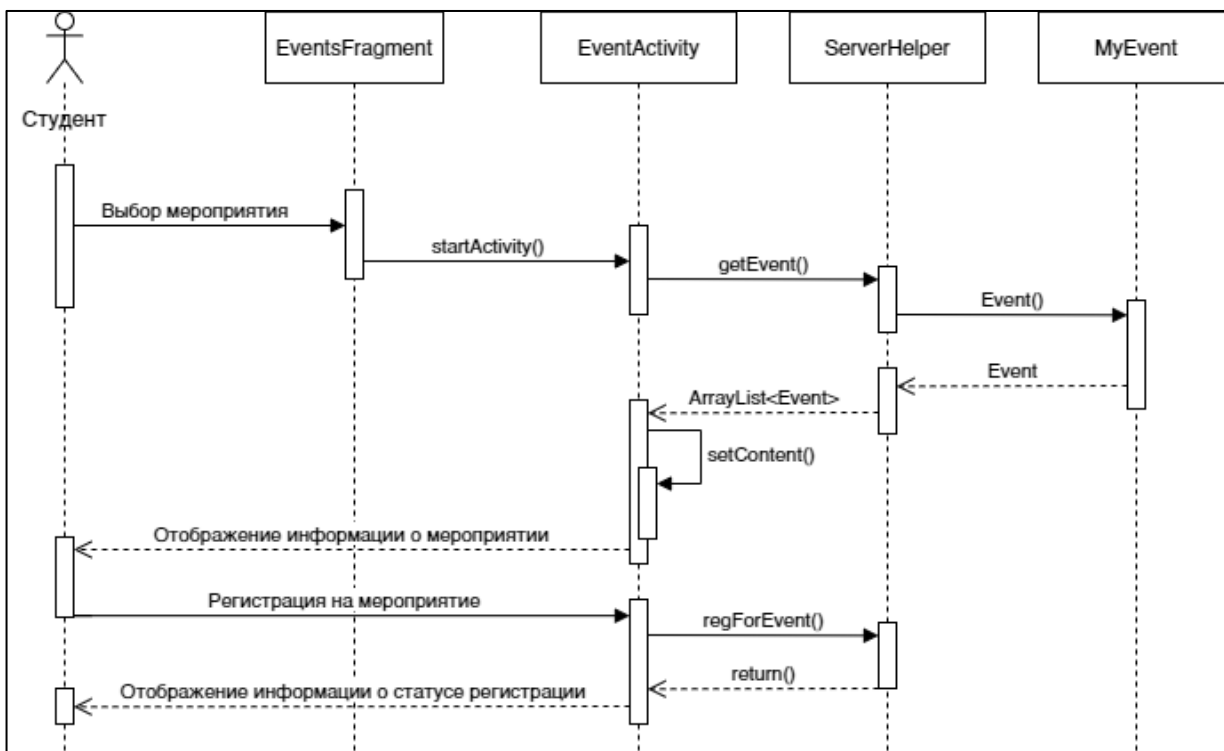 EventsFragment
EventActivity
ServerHelper
MyEvent
Студент
Выбор мероприятия
startActivity()
getEvent()
Event()
Event
ArrayList<Event>
setContent()
Отображение информации о мероприятии
Регистрация на мероприятие
regForEvent()
return()
Отображение информации о статусе регистрации